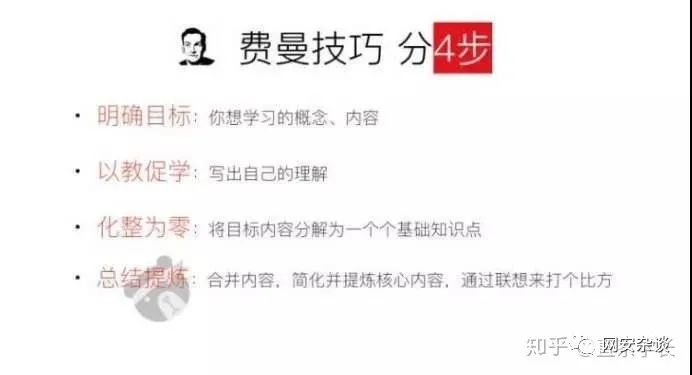 费曼技巧 分4步
• 明确目标：你想学习的概念、内容
• 以教促学：写出自己的理解
• 化整为零：将目标内容分解为一个个基础知识点
• 总结提炼：合并内容，简化并提炼核心内容，通过联想来打个比方
知乎 网安杂谈